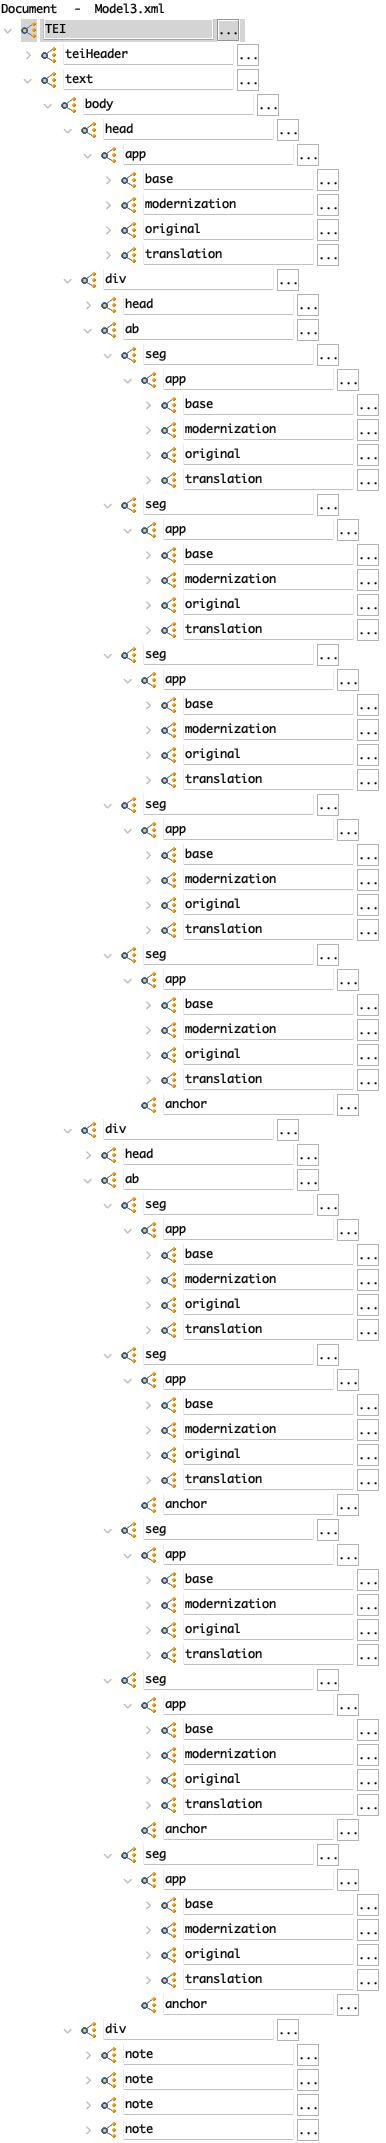 Document - Model3.xml
TEI ...
teiHeader ...
text ...
body ...
head ...
app ...
base ...
modernization ...
original ...
translation ...
div ...
head ...
ab ...
seg ...
app ...
base ...
modernization ...
original ...
translation ...
seg ...
app ...
base ...
modernization ...
original ...
translation ...
seg ...
app ...
base ...
modernization ...
original ...
translation ...
seg ...
app ...
base ...
modernization ...
original ...
translation ...
seg ...
app ...
base ...
modernization ...
original ...
translation ...
anchor ...
div ...
head ...
ab ...
seg ...
app ...
base ...
modernization ...
original ...
translation ...
seg ...
app ...
base ...
modernization ...
original ...
translation ...
anchor ...
seg ...
app ...
base ...
modernization ...
original ...
translation ...
seg ...
app ...
base ...
modernization ...
original ...
translation ...
anchor ...
seg ...
app ...
base ...
modernization ...
original ...
translation ...
anchor ...
div ...
note ...
note ...
note ...
note ...